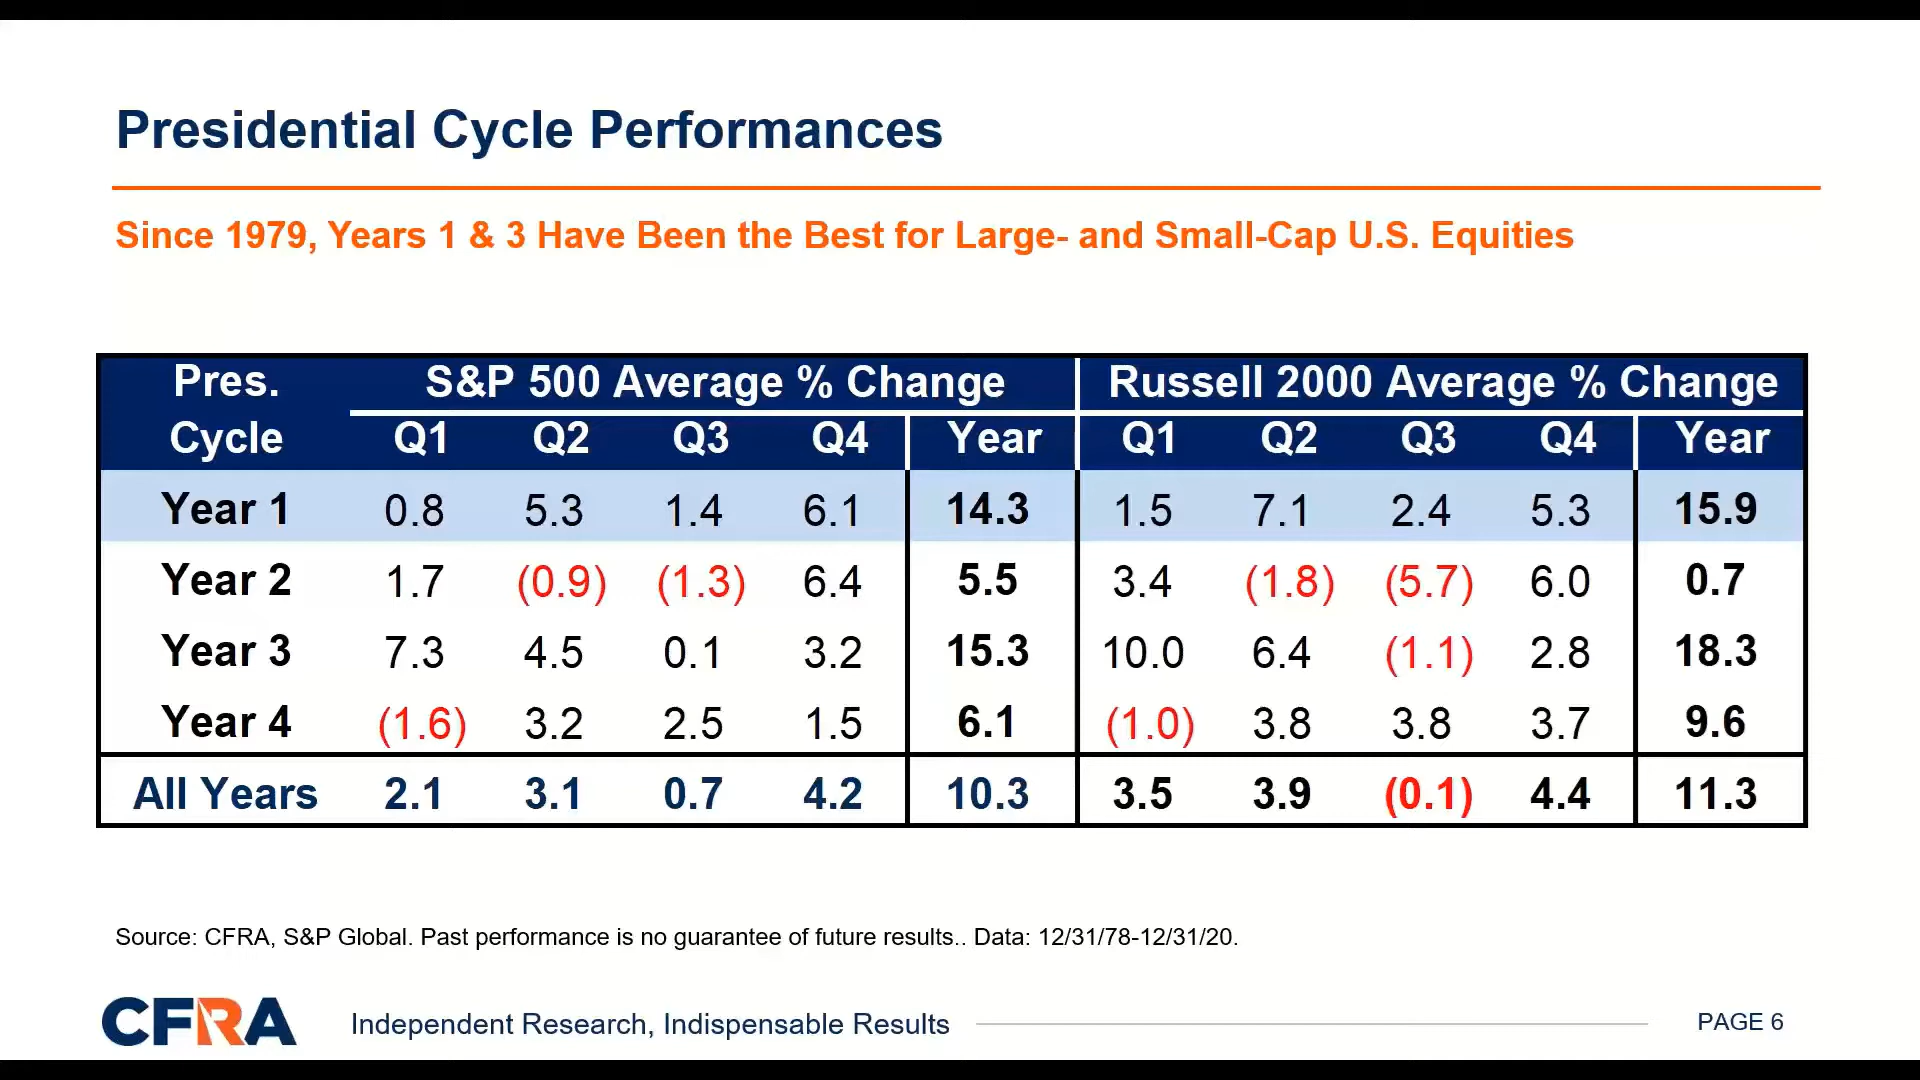 Presidential Cycle Performances
Since 1979, Years 1 & 3 Have Been the Best for Large- and Small-Cap U.S. Equities
Pres. S&P 500 Average % Change Russell 2000 Average % Change
Cycle Q1 Q2 Q3 Q4 Year Q1 Q2 Q3 Q4 Year
Year 1 0.8 5.3 1.4 6.1 14.3 1.5 7.1 2.4 5.3 15.9
Year 2 1.7 (0.9) (1.3) 6.4 5.5 3.4 (1.8) (5.7) 6.0 0.7
Year 3 7.3 4.5 0.1 3.2 15.3 10.0 6.4 (1.1) 2.8 18.3
Year 4 (1.6) 3.2 2.5 1.5 6.1 (1.0) 3.8 3.8 3.7 9.6
All Years 2.1 3.1 0.7 4.2 10.3 3.5 3.9 (0.1) 4.4 11.3
Source: CFRA, S&P Global. Past performance is no guarantee of future results.. Data: 12/31/78-12/31/20.
CFRA Independent Research, Indispensable Results PAGE 6